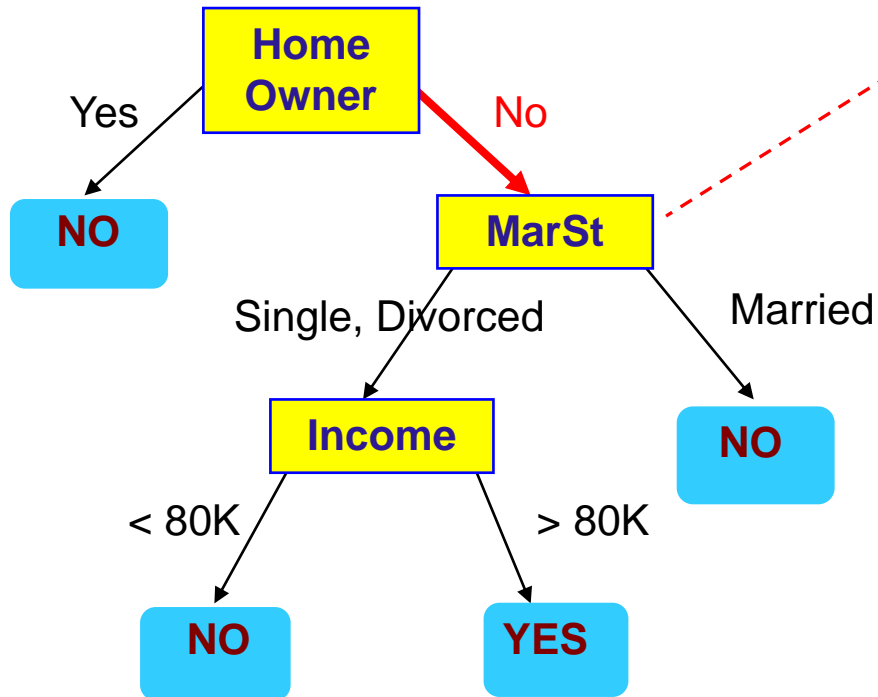 Home
Owner
Yes
No
NO
MarSt
Single, Divorced
Married
Income
NO
< 80K
> 80K
NO
YES